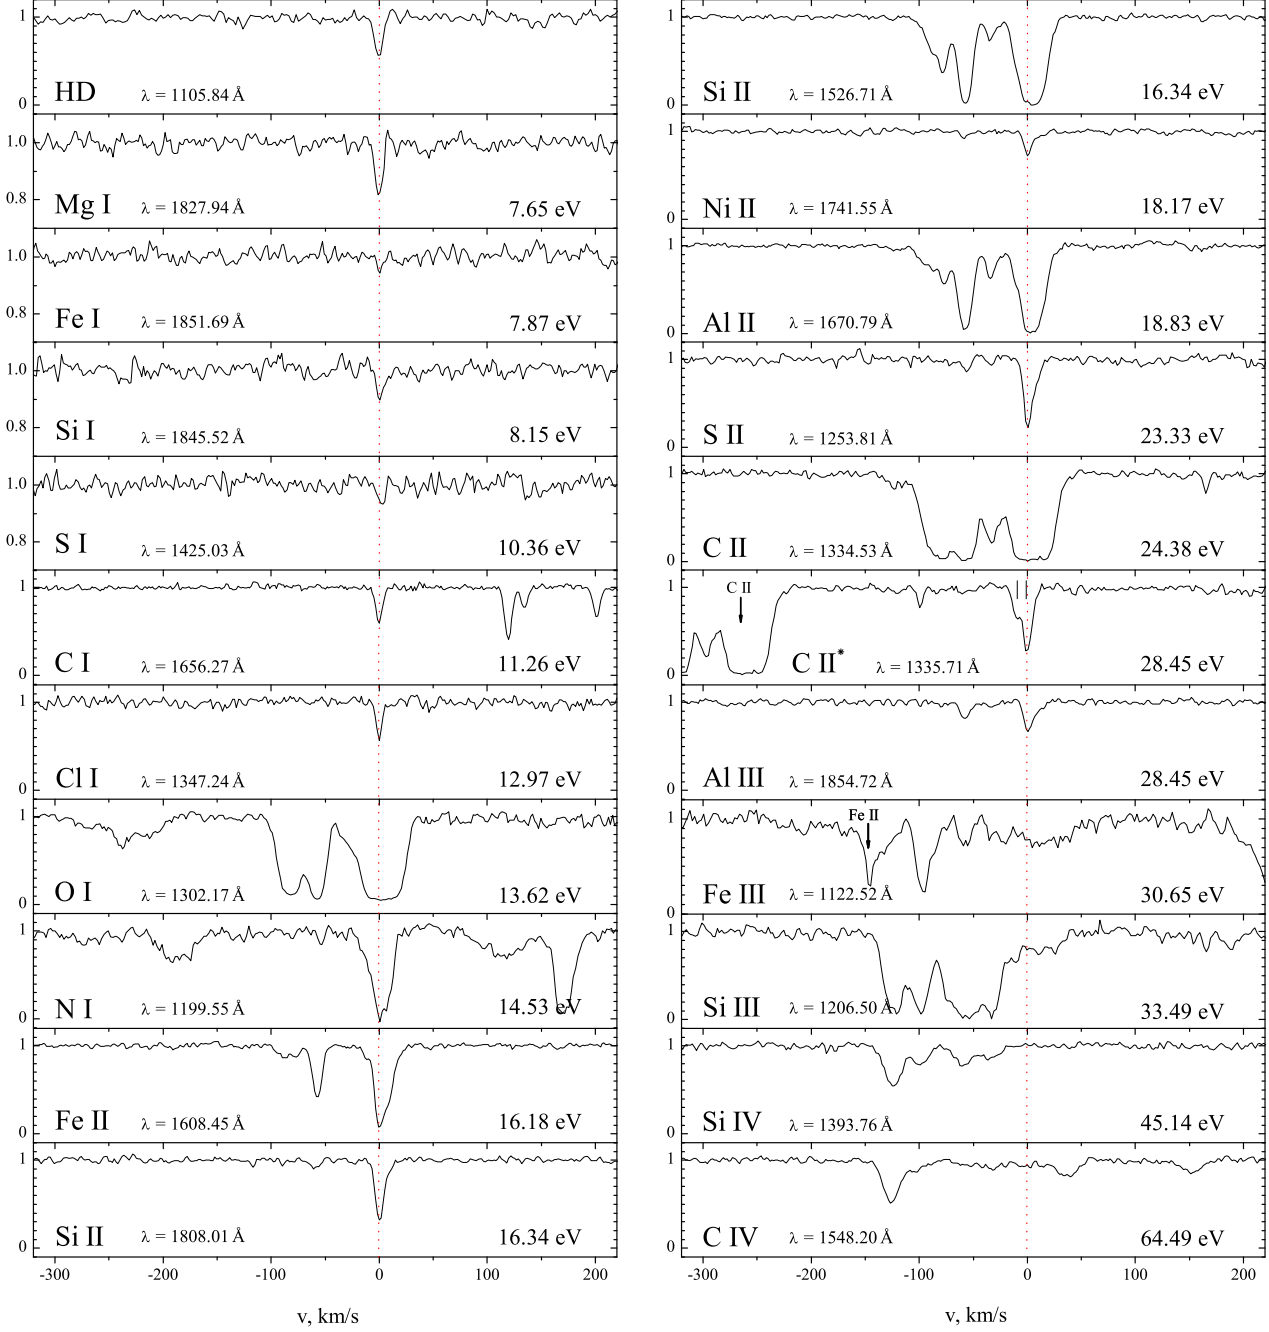 1
HD λ = 1105.84 Å
0
1.0
0.8
Mg I λ = 1827.94 Å 7.65 eV
1.0
0.8
Fe I λ = 1851.69 Å 7.87 eV
1.0
0.8
Si I λ = 1845.52 Å 8.15 eV
1.0
0.8
S I λ = 1425.03 Å 10.36 eV
1
C I λ = 1656.27 Å 11.26 eV
0
1
Cl I λ = 1347.24 Å 12.97 eV
0
1
O I λ = 1302.17 Å 13.62 eV
0
1
N I λ = 1199.55 Å 14.53 eV
0
1
Fe II λ = 1608.45 Å 16.18 eV
0
1
Si II λ = 1808.01 Å 16.34 eV
0
-300 -200 -100 0 100 200
v, km/s
1
Si II λ = 1526.71 Å 16.34 eV
0
1
Ni II λ = 1741.55 Å 18.17 eV
0
1
Al II λ = 1670.79 Å 18.83 eV
0
1
S II λ = 1253.81 Å 23.33 eV
0
1
C II λ = 1334.53 Å 24.38 eV
0
1
C II
C II* λ = 1335.71 Å 28.45 eV
0
1
Al III λ = 1854.72 Å 28.45 eV
0
1
Fe II
Fe III λ = 1122.52 Å 30.65 eV
0
1
Si III λ = 1206.50 Å 33.49 eV
0
1
Si IV λ = 1393.76 Å 45.14 eV
0
1
C IV λ = 1548.20 Å 64.49 eV
0
-300 -200 -100 0 100 200
v, km/s